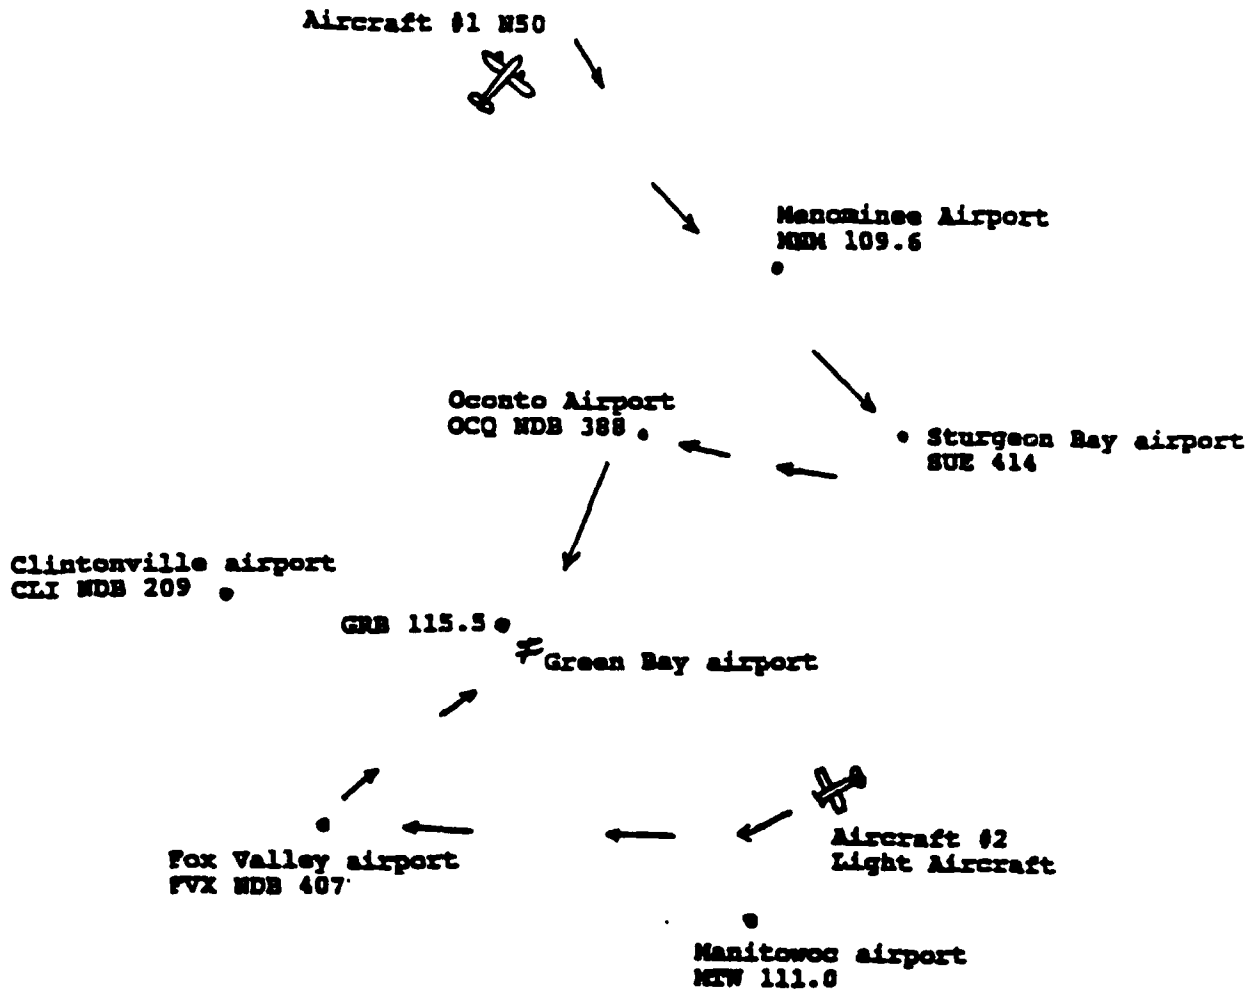 Aircraft #1 N50
Menominee Airport
MNM 109.6
Oconto Airport
OCQ NDB 388
Sturgeon Bay airport
SUE 414
Clintonville airport
CLI NDB 209
GRB 115.5
Green Bay airport
Aircraft #2
Light Aircraft
Fox Valley airport
FVX NDB 407
Manitowoc airport
MTW 111.0